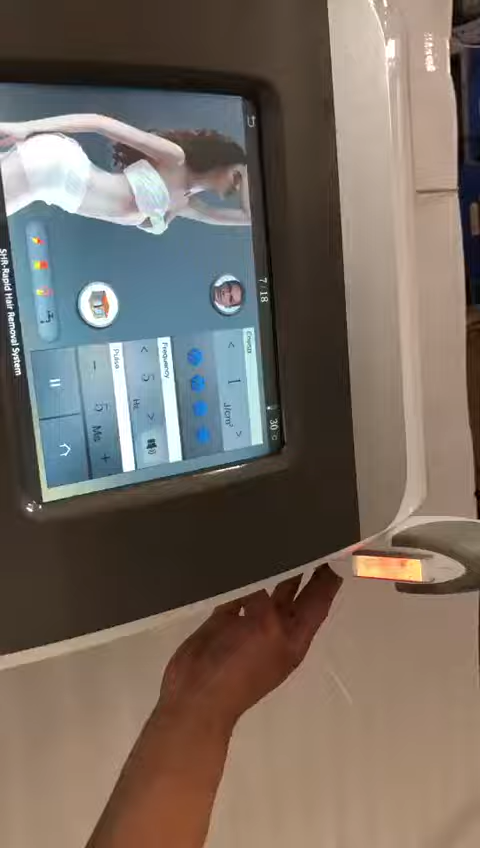 7 / 18
30 °
Energy
< 1 J/cm² >
Frequency
< 5 Hz >
Pulse
− 5 Ms +
SHR-Rapid Hair Removal System